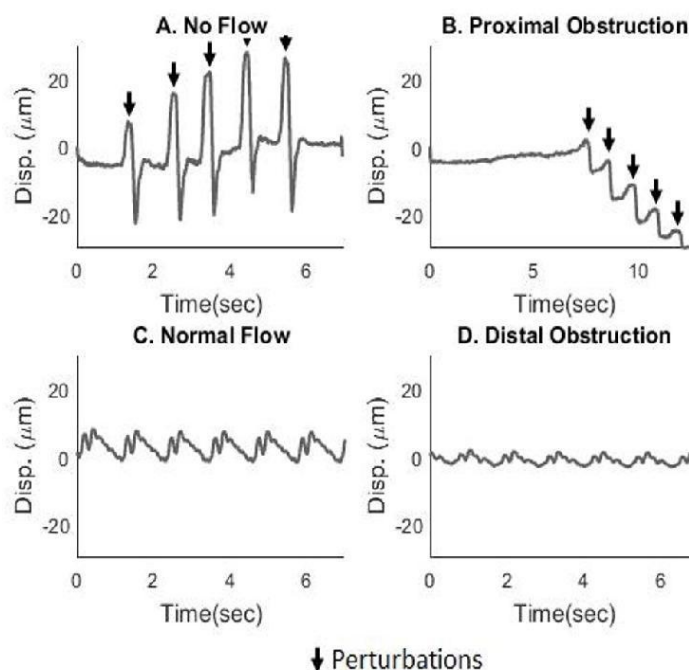 A. No Flow
B. Proximal Obstruction
Disp. (μm)
20
0
-20
0 2 4 6
Time(sec)
Disp. (μm)
20
0
-20
0 5 10
Time(sec)
C. Normal Flow
D. Distal Obstruction
Disp. (μm)
20
0
-20
0 2 4 6
Time(sec)
Disp. (μm)
20
0
-20
0 2 4 6
Time(sec)
Perturbations